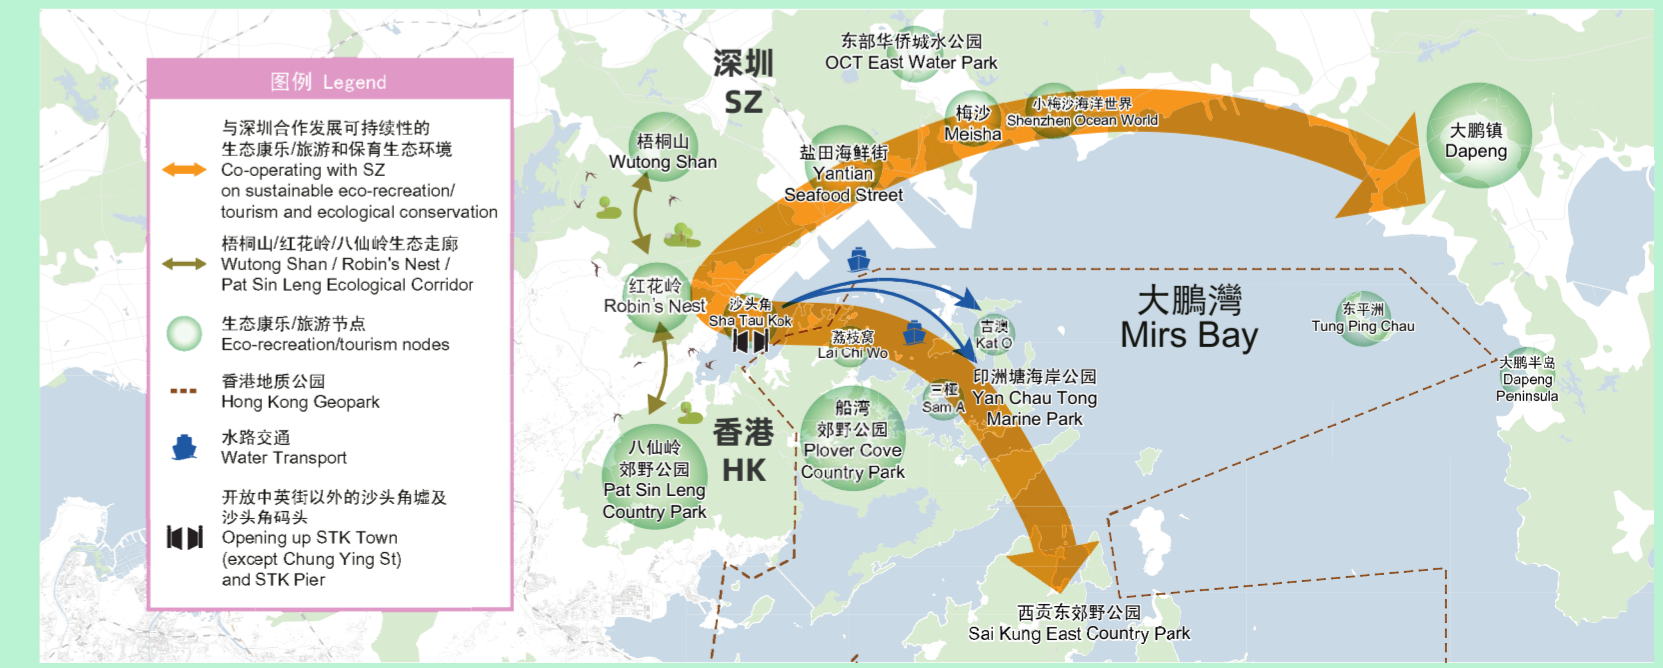 图例 Legend
与深圳合作发展可持续性的
生态康乐/旅游和保育生态环境
Co-operating with SZ
on sustainable eco-recreation/
tourism and ecological conservation
梧桐山/红花岭/八仙岭生态走廊
Wutong Shan / Robin's Nest /
Pat Sin Leng Ecological Corridor
生态康乐/旅游节点
Eco-recreation/tourism nodes
香港地质公园
Hong Kong Geopark
水路交通
Water Transport
开放中英街以外的沙头角墟及
沙头角码头
Opening up STK Town
(except Chung Ying St)
and STK Pier
深圳
SZ
东部华侨城水公园
OCT East Water Park
梧桐山
Wutong Shan
盐田海鲜街
Yantian
Seafood Street
梅沙
Meisha
小梅沙海洋世界
Shenzhen Ocean World
大鹏镇
Dapeng
红花岭
Robin's Nest
沙头角
Sha Tau Kok
荔枝窝
Lai Chi Wo
吉澳
Kat O
大鵬灣
Mirs Bay
东平洲
Tung Ping Chau
大鹏半岛
Dapeng
Peninsula
印洲塘海岸公园
Yan Chau Tong
Marine Park
三椏
Sam A
船湾
郊野公园
Plover Cove
Country Park
香港
HK
八仙岭
郊野公园
Pat Sin Leng
Country Park
西贡东郊野公园
Sai Kung East Country Park